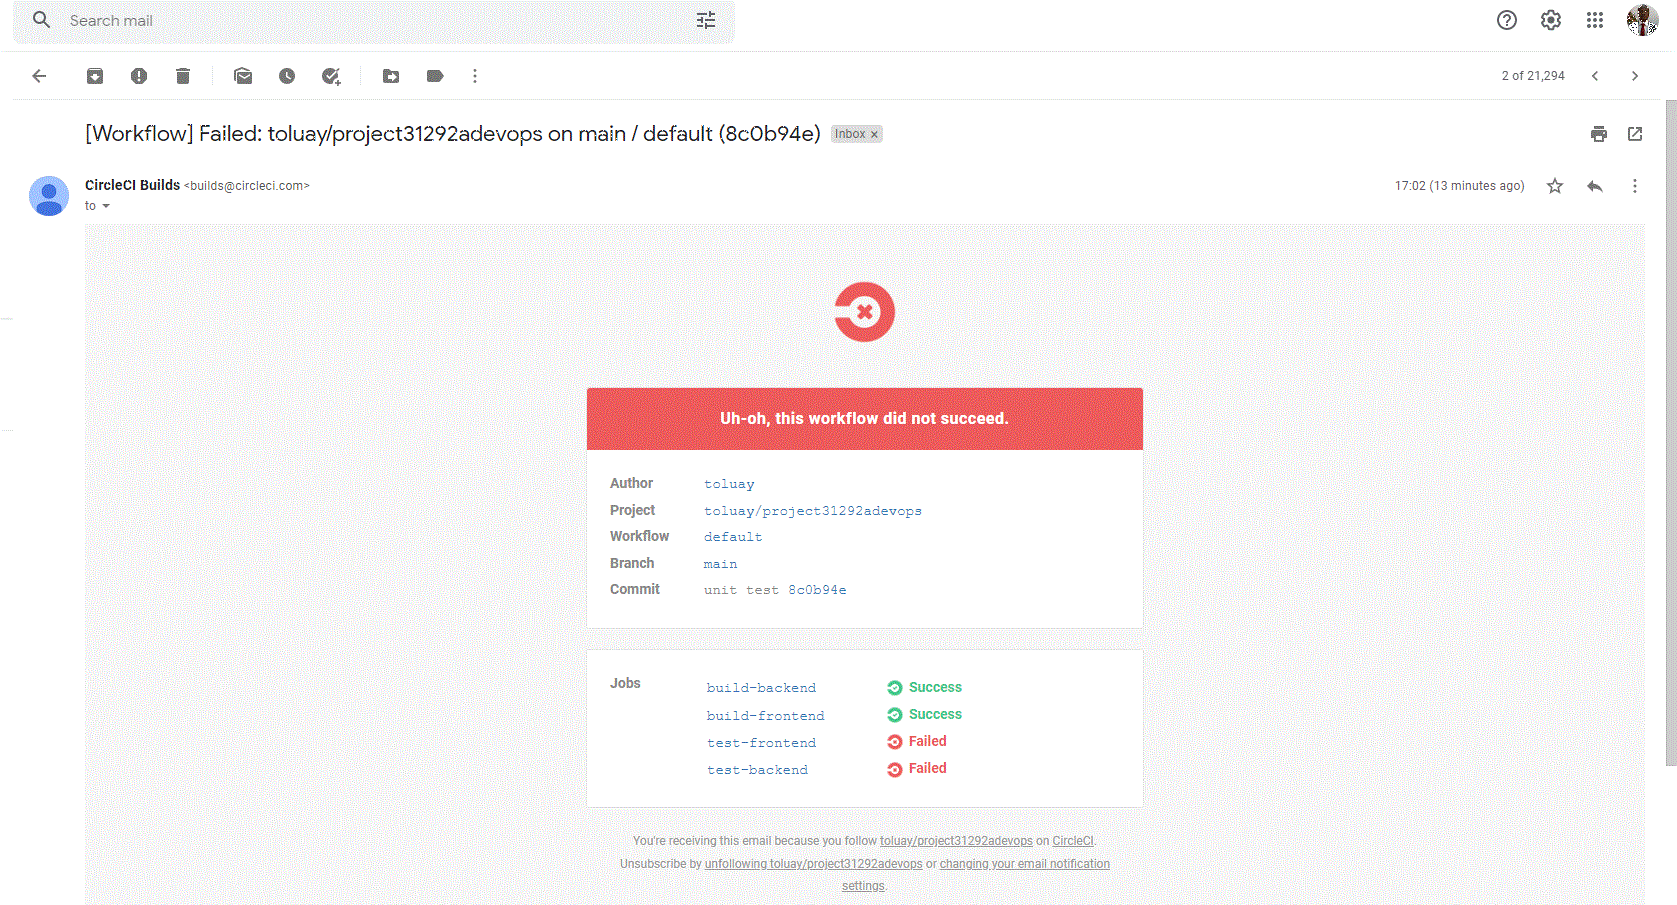 Search mail
2 of 21,294
[Workflow] Failed: toluay/project31292adevops on main / default (8c0b94e) Inbox ×
CircleCI Builds <builds@circleci.com>
17:02 (13 minutes ago)
to
Uh-oh, this workflow did not succeed.
Author toluay
Project toluay/project31292adevops
Workflow default
Branch main
Commit unit test 8c0b94e
Jobs
build-backend Success
build-frontend Success
test-frontend Failed
test-backend Failed
You're receiving this email because you follow toluay/project31292adevops on CircleCI.
Unsubscribe by unfollowing toluay/project31292adevops or changing your email notification
settings.